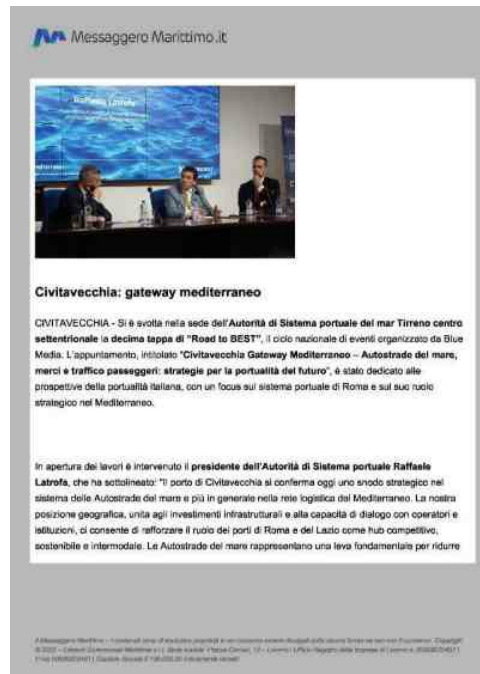 Messaggero Marittimo.it
Raffaele Latrofa
Civitavecchia: gateway mediterraneo
CIVITAVECCHIA - Si è svolta nella sede dell'Autorità di Sistema portuale del mar Tirreno centro
settentrionale la decima tappa di "Road to BEST", il ciclo nazionale di eventi organizzato da Blue
Media. L'appuntamento, intitolato "Civitavecchia Gateway Mediterraneo – Autostrade del mare,
merci e traffico passeggeri: strategie per la portualità del futuro", è stato dedicato alle
prospettive della portualità italiana, con un focus sul sistema portuale di Roma e sul suo ruolo
strategico nel Mediterraneo.
In apertura dei lavori è intervenuto il presidente dell'Autorità di Sistema portuale Raffaele
Latrofa, che ha sottolineato: "Il porto di Civitavecchia si conferma oggi uno snodo strategico nel
sistema delle Autostrade del mare e più in generale nella rete logistica del Mediterraneo. La nostra
posizione geografica, unita agli investimenti infrastrutturali e alla capacità di dialogo con operatori e
istituzioni, ci consente di rafforzare il ruolo dei porti di Roma e del Lazio come hub competitivo,
sostenibile e intermodale. Le Autostrade del mare rappresentano una leva fondamentale per ridurre